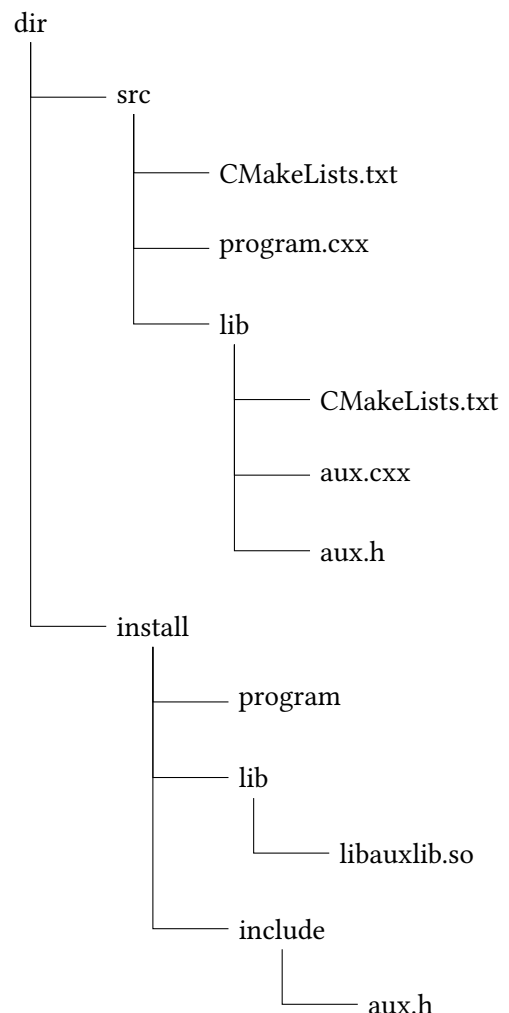 dir
src
CMakeLists.txt
program.cxx
lib
CMakeLists.txt
aux.cxx
aux.h
install
program
lib
libauxlib.so
include
aux.h